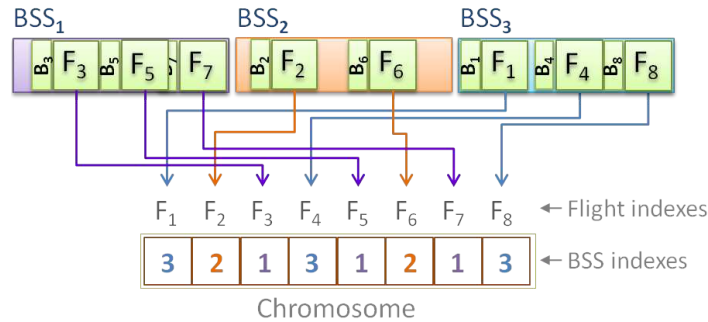 BSS₁ BSS₂ BSS₃
B₃ F₃ B₅ F₅ B₇ F₇ B₂ F₂ B₆ F₆ B₁ F₁ B₄ F₄ B₈ F₈
F₁ F₂ F₃ F₄ F₅ F₆ F₇ F₈ Flight indexes
3 2 1 3 1 2 1 3 BSS indexes
Chromosome